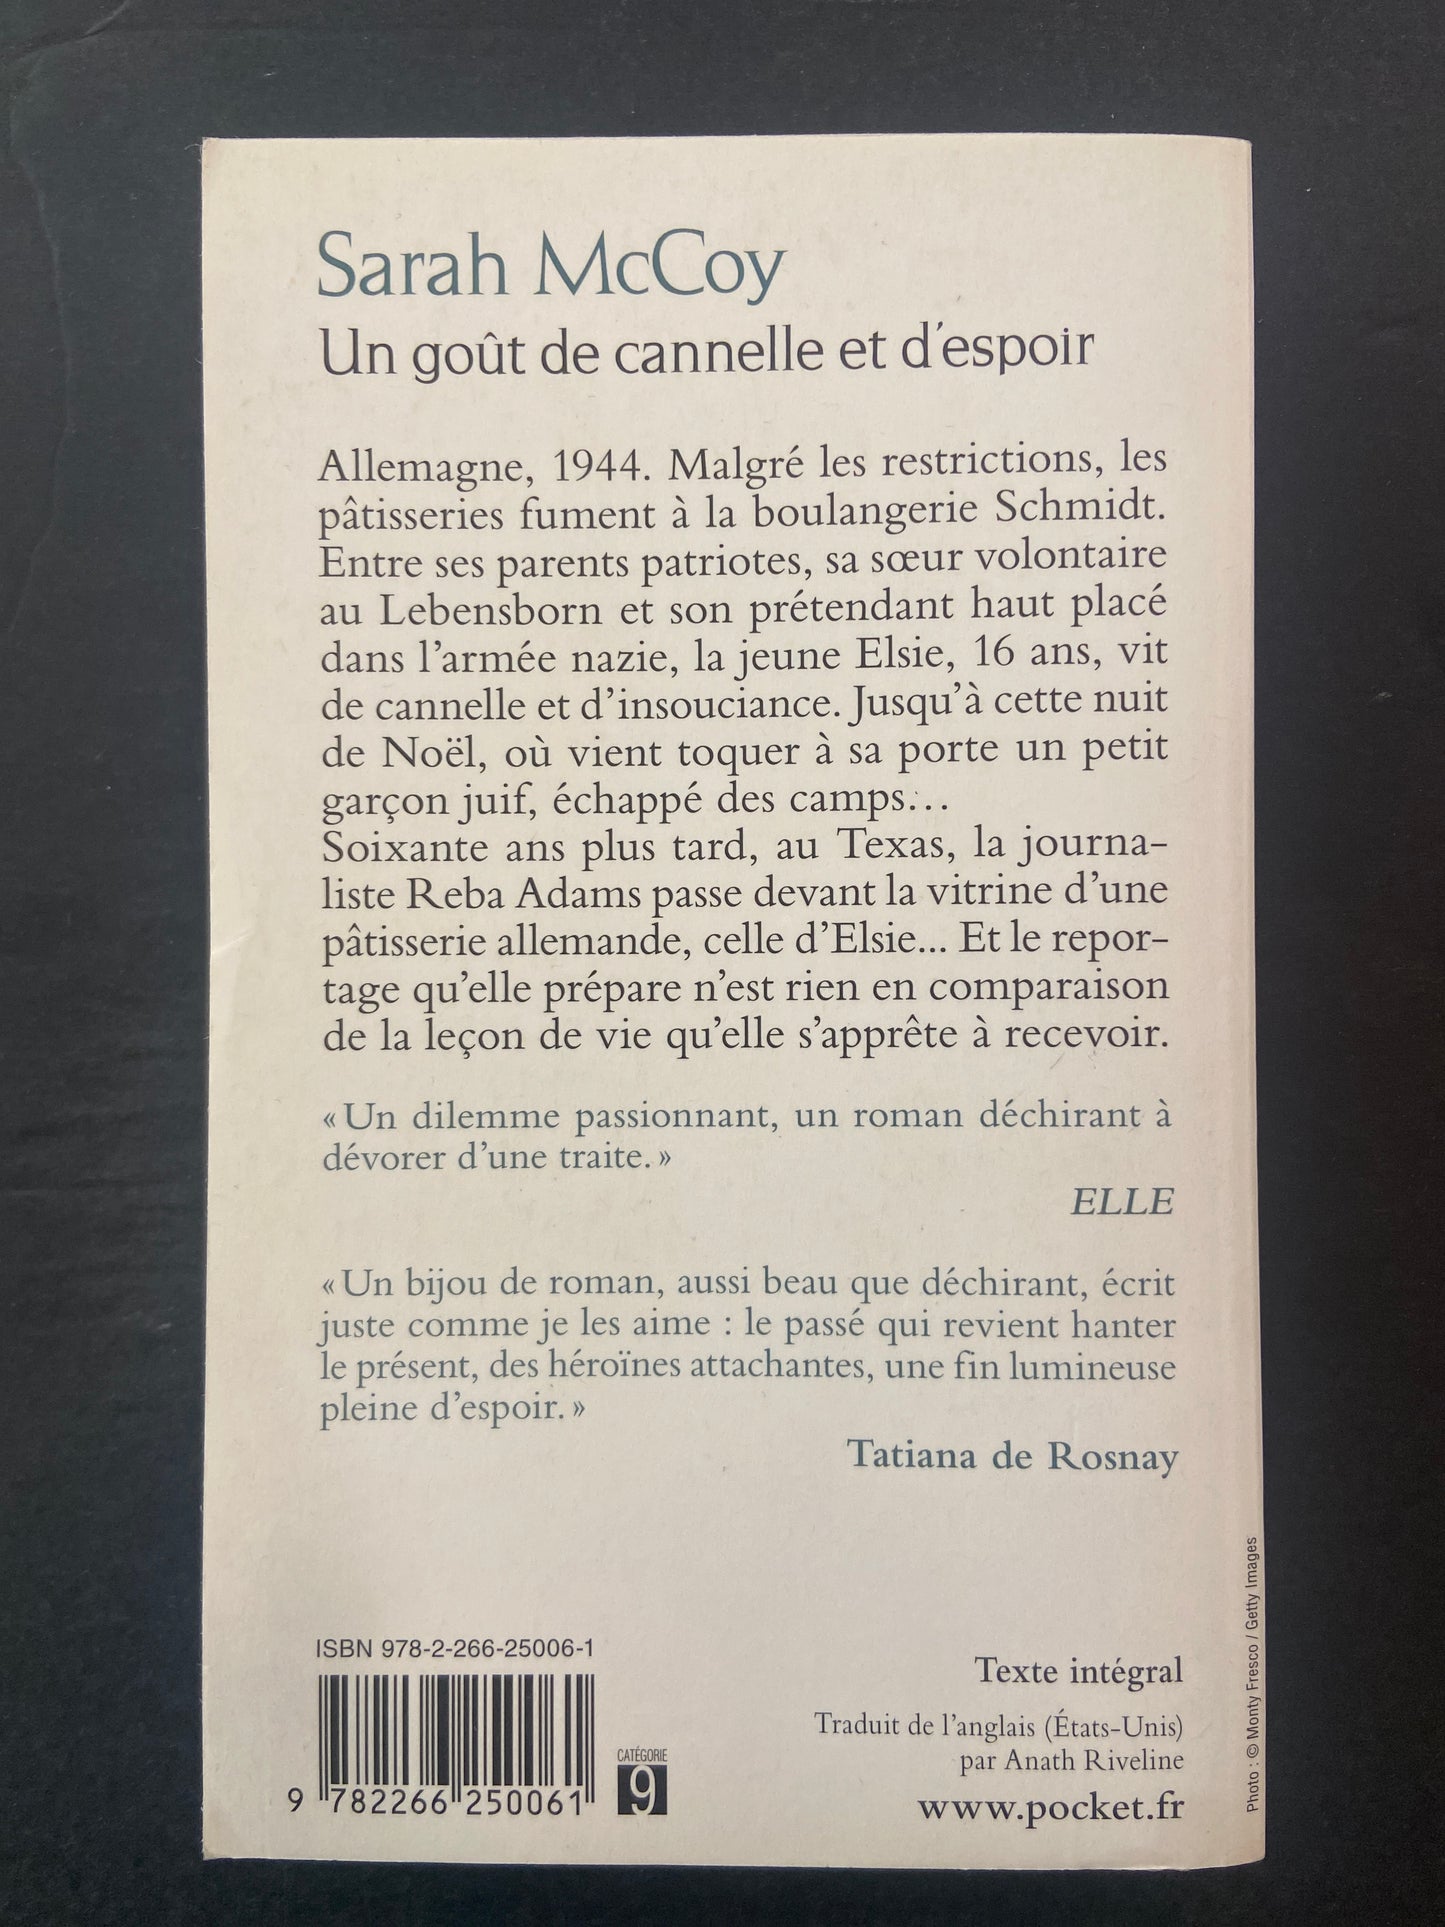 Sarah McCoy
Un goût de cannelle et d'espoir
Allemagne, 1944. Malgré les restrictions, les
pâtisseries fument à la boulangerie Schmidt.
Entre ses parents patriotes, sa sœur volontaire
au Lebensborn et son prétendant haut placé
dans l'armée nazie, la jeune Elsie, 16 ans, vit
de cannelle et d'insouciance. Jusqu'à cette nuit
de Noël, où vient toquer à sa porte un petit
garçon juif, échappé des camps…
Soixante ans plus tard, au Texas, la journa-
liste Reba Adams passe devant la vitrine d'une
pâtisserie allemande, celle d'Elsie... Et le repor-
tage qu'elle prépare n'est rien en comparaison
de la leçon de vie qu'elle s'apprête à recevoir.
« Un dilemme passionnant, un roman déchirant à
dévorer d'une traite. »
ELLE
« Un bijou de roman, aussi beau que déchirant, écrit
juste comme je les aime : le passé qui revient hanter
le présent, des héroïnes attachantes, une fin lumineuse
pleine d'espoir. »
Tatiana de Rosnay
ISBN 978-2-266-25006-1
9 782266 250061
CATÉGORIE
9
Texte intégral
Traduit de l'anglais (États-Unis)
par Anath Riveline
www.pocket.fr
Photo : © Monty Fresco / Getty Images